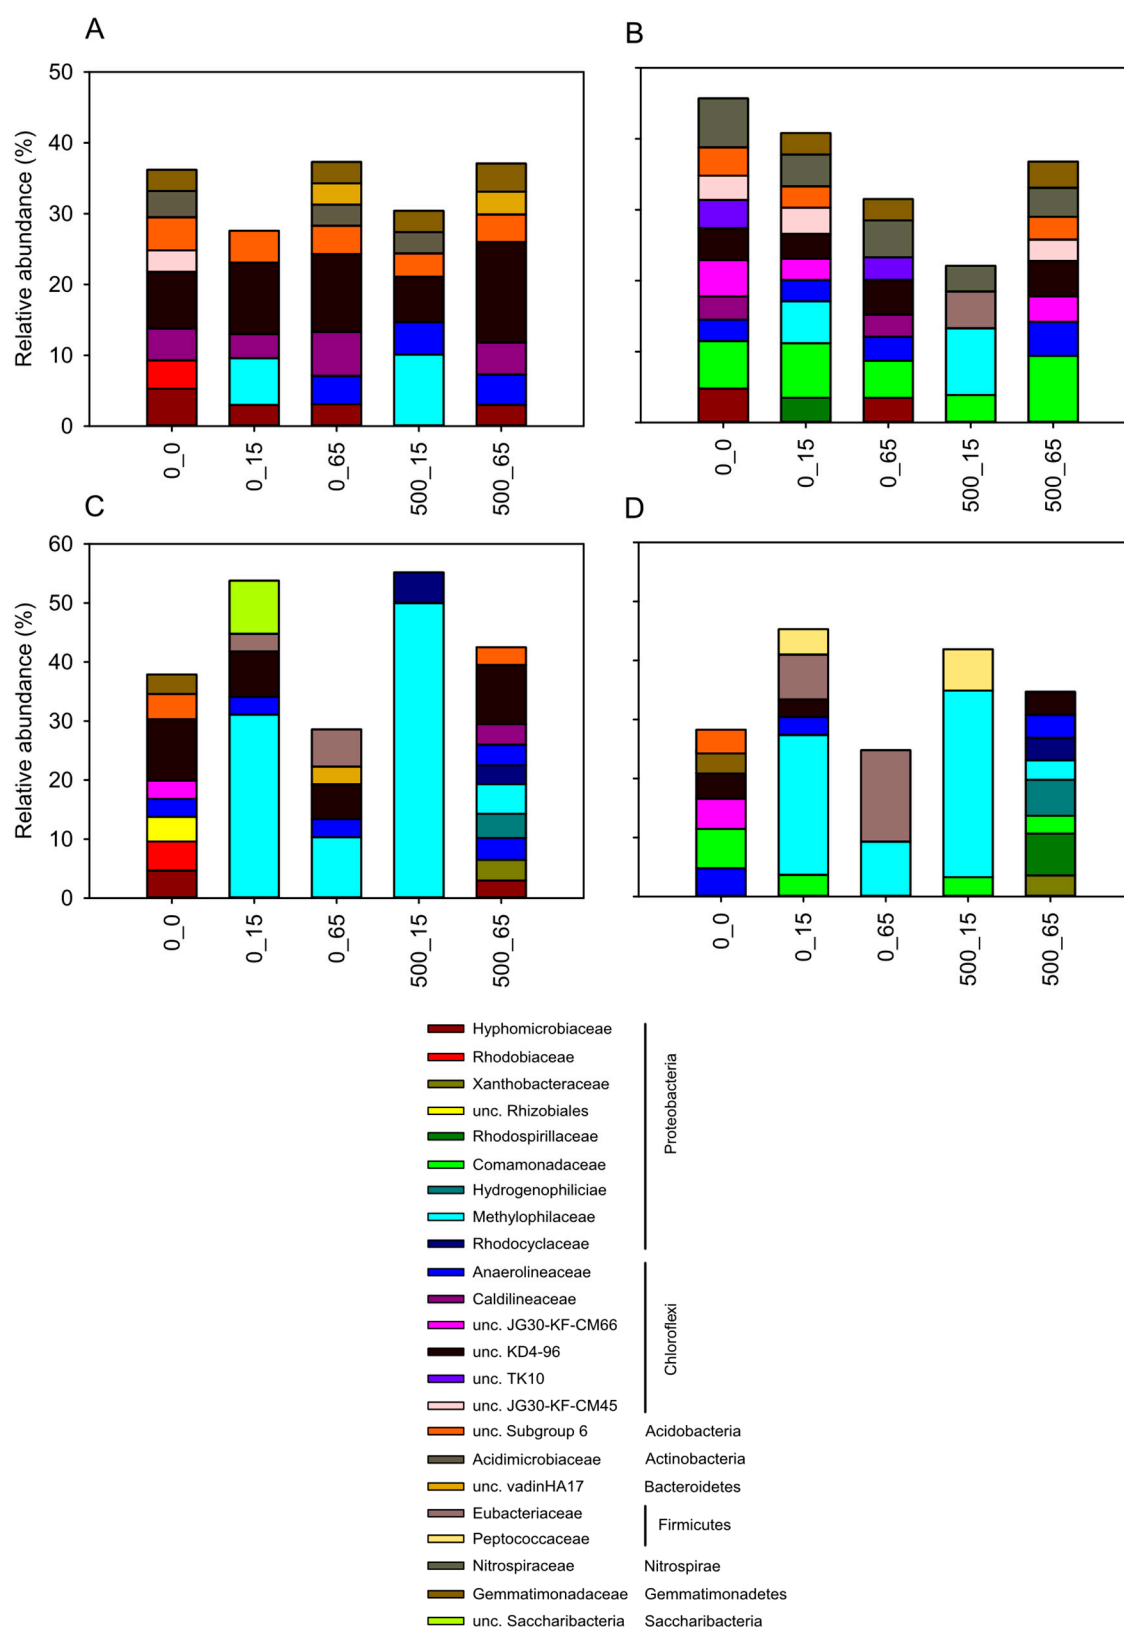 A
B
50
40
30
20
10
0
Relative abundance (%)
0_0
0_15
0_65
500_15
500_65
0_0
0_15
0_65
500_15
500_65
C
D
60
50
40
30
20
10
0
Relative abundance (%)
0_0
0_15
0_65
500_15
500_65
0_0
0_15
0_65
500_15
500_65
Hyphomicrobiaceae
Rhodobiaceae
Xanthobacteraceae
unc. Rhizobiales
Rhodospirillaceae
Comamonadaceae
Hydrogenophiliciae
Methylophilaceae
Rhodocyclaceae
Proteobacteria
Anaerolineaceae
Caldilineaceae
unc. JG30-KF-CM66
unc. KD4-96
unc. TK10
unc. JG30-KF-CM45
Chloroflexi
unc. Subgroup 6 Acidobacteria
Acidimicrobiaceae Actinobacteria
unc. vadinHA17 Bacteroidetes
Eubacteriaceae
Peptococcaceae
Firmicutes
Nitrospiraceae Nitrospirae
Gemmatimonadaceae Gemmatimonadetes
unc. Saccharibacteria Saccharibacteria